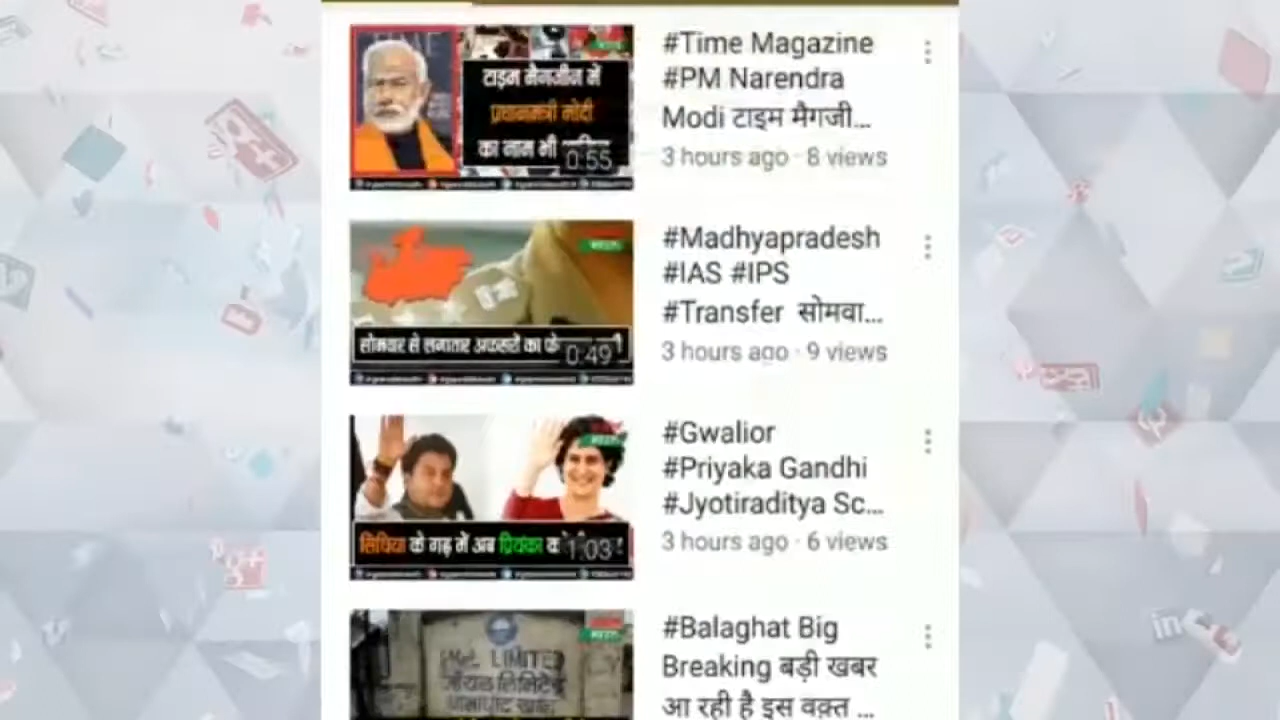 टाइम मैगजीन में
प्रधानमंत्री मोदी
का नाम भी
0:55
#Time Magazine
#PM Narendra
Modi टाइम मैगजी...
3 hours ago · 8 views
सोमवार से लगातार अफसरों का
0:49
#Madhyapradesh
#IAS #IPS
#Transfer सोमवा...
3 hours ago · 9 views
सिंधिया के गढ़ में अब प्रियंका
1:03
#Gwalior
#Priyaka Gandhi
#Jyotiraditya Sc...
3 hours ago · 6 views
LIMITED
लिमिटेड
#Balaghat Big
Breaking बड़ी खबर
आ रही है इस वक़्त ...
in